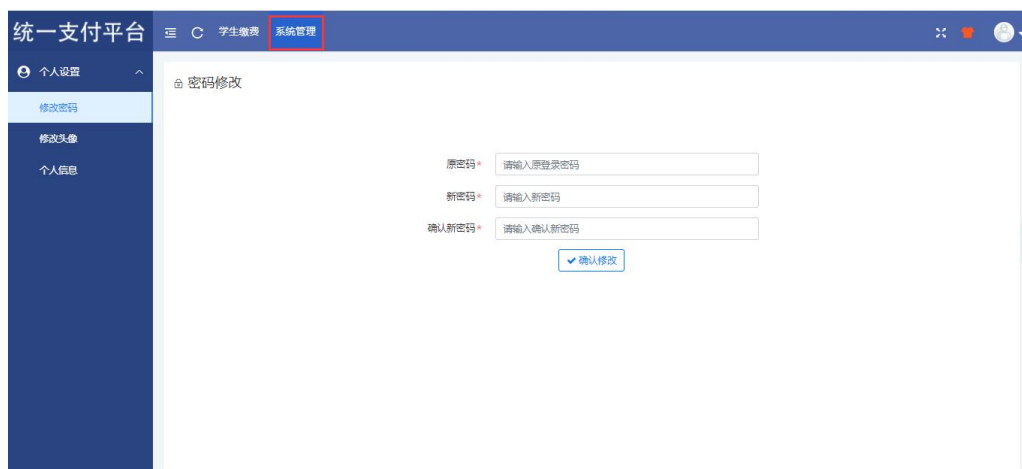 统一支付平台 学生缴费 系统管理
个人设置
修改密码
修改头像
个人信息
密码修改
原密码* 请输入原登录密码
新密码* 请输入新密码
确认新密码* 请输入确认新密码
确认修改